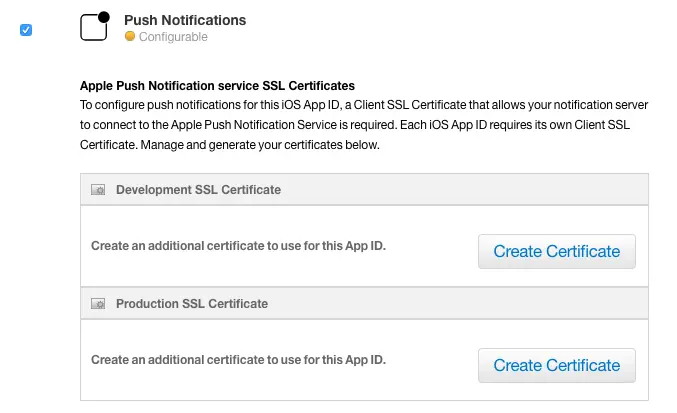 Push Notifications
Configurable
Apple Push Notification service SSL Certificates
To configure push notifications for this iOS App ID, a Client SSL Certificate that allows your notification server
to connect to the Apple Push Notification Service is required. Each iOS App ID requires its own Client SSL
Certificate. Manage and generate your certificates below.
Development SSL Certificate
Create an additional certificate to use for this App ID.
Create Certificate
Production SSL Certificate
Create an additional certificate to use for this App ID.
Create Certificate